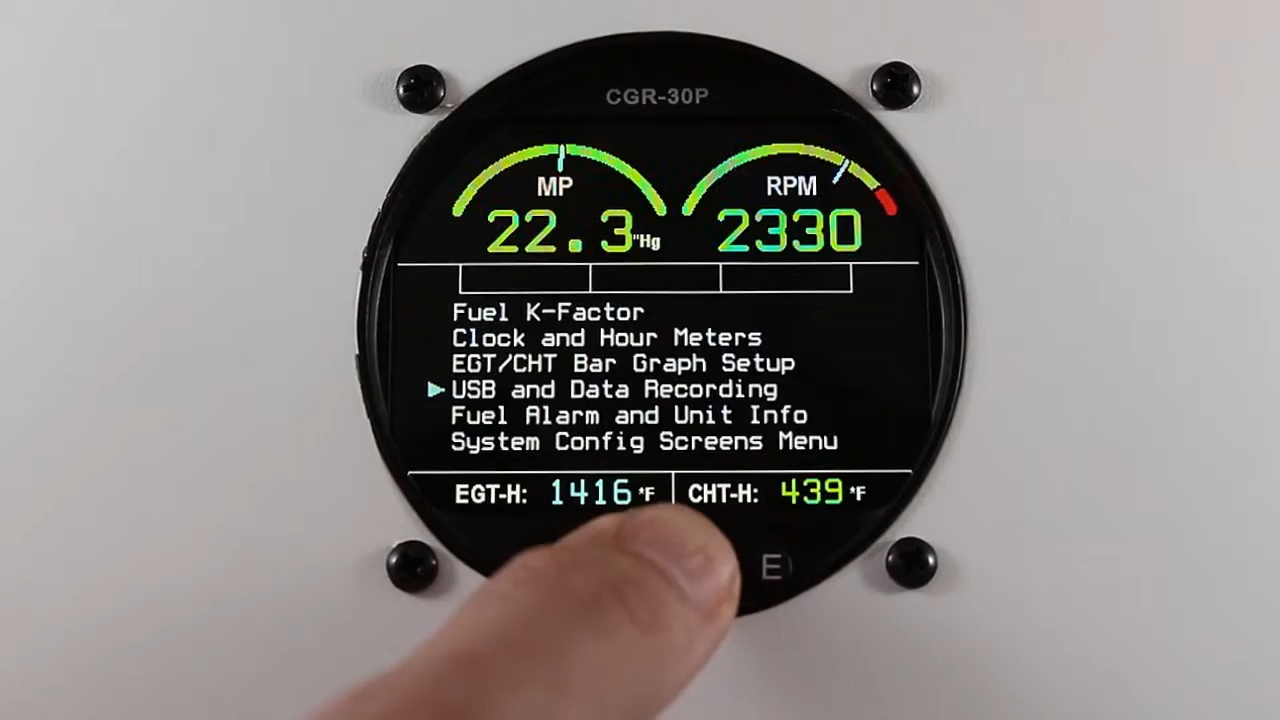 CGR-30P
MP
22.3"Hg
RPM
2330
Fuel K-Factor
Clock and Hour Meters
EGT/CHT Bar Graph Setup
USB and Data Recording
Fuel Alarm and Unit Info
System Config Screens Menu
EGT-H: 1416 °F
CHT-H: 439 °F
E